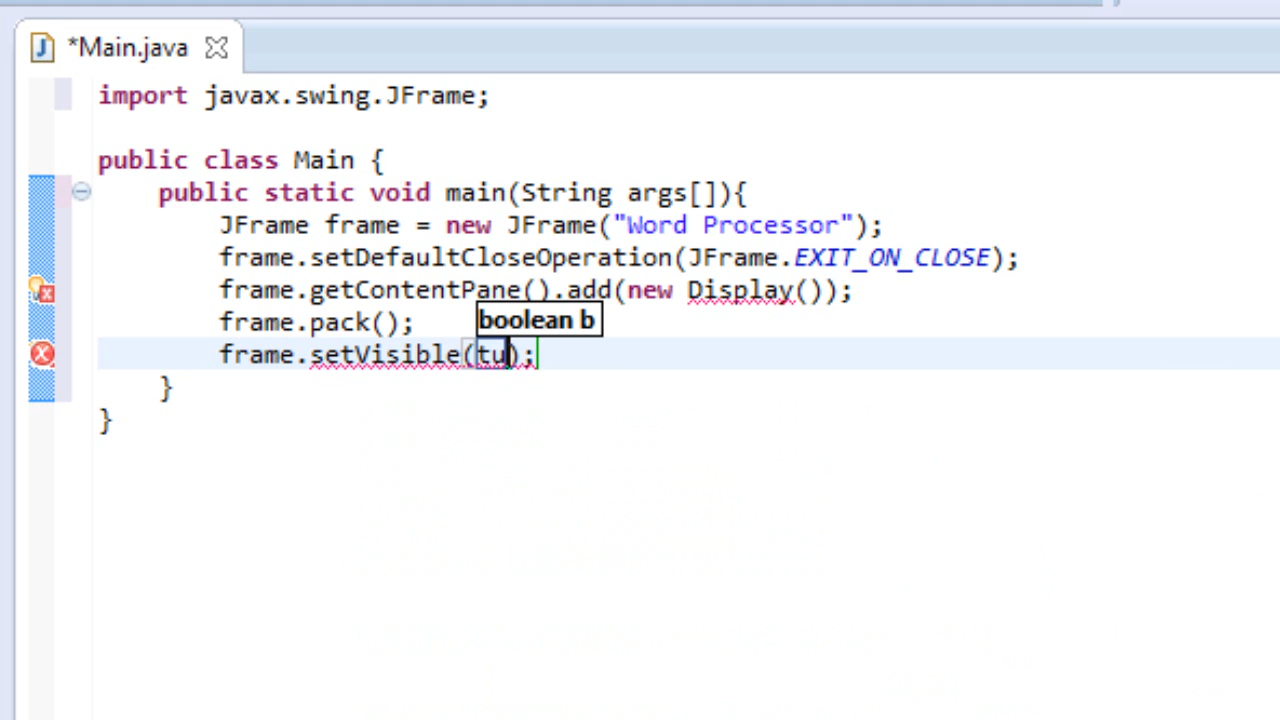 *Main.java
import javax.swing.JFrame;
public class Main {
public static void main(String args[]){
JFrame frame = new JFrame("Word Processor");
frame.setDefaultCloseOperation(JFrame.EXIT_ON_CLOSE);
frame.getContentPane().add(new Display());
boolean b
frame.pack();
frame.setVisible(tu);
}
}